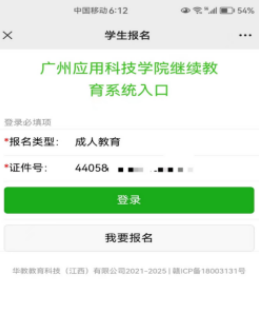 中国移动6:12
54%
学生报名
广州应用科技学院继续教
育系统入口
登录必填项
*报名类型: 成人教育
*证件号: 44058
登录
我要报名
华教教育科技（江西）有限公司2021-2025 | 赣ICP备18003131号